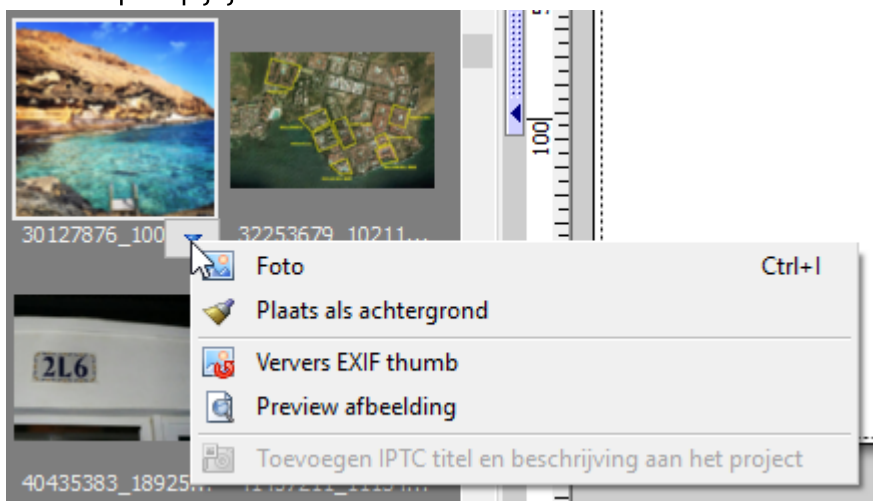 100
30127876_100
32253679_10211...
Foto Ctrl+I
Plaats als achtergrond
2L6
Ververs EXIF thumb
Preview afbeelding
Toevoegen IPTC titel en beschrijving aan het project
40435383_18925...